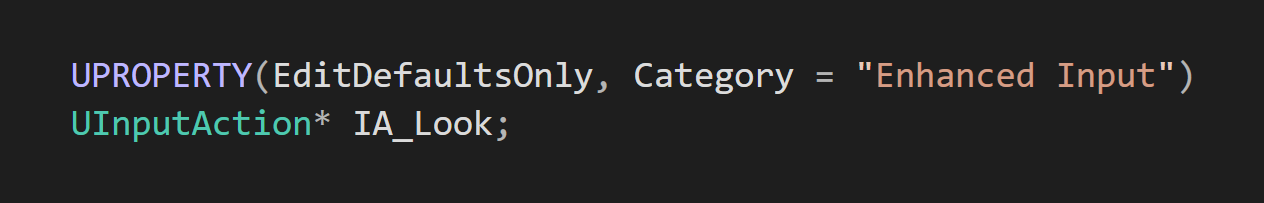 UPROPERTY(EditDefaultsOnly, Category = "Enhanced Input")
UInputAction* IA_Look;